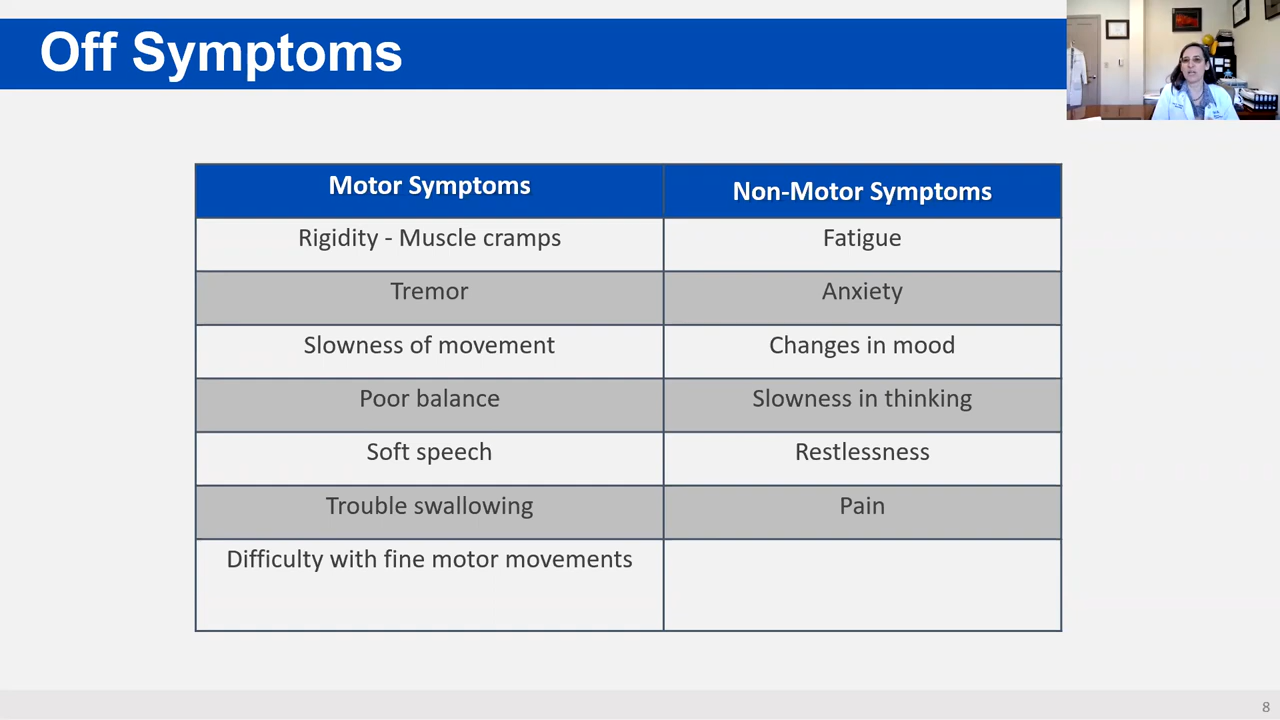 Off Symptoms
Motor Symptoms
Non-Motor Symptoms
Rigidity - Muscle cramps
Fatigue
Tremor
Anxiety
Slowness of movement
Changes in mood
Poor balance
Slowness in thinking
Soft speech
Restlessness
Trouble swallowing
Pain
Difficulty with fine motor movements
8